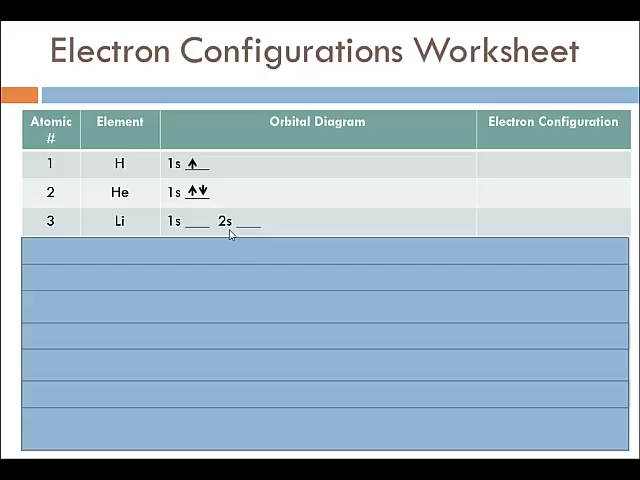 Electron Configurations Worksheet
Atomic # Element Orbital Diagram Electron Configuration
1 H 1s ↑
2 He 1s ↑↓
3 Li 1s ___ 2s ___